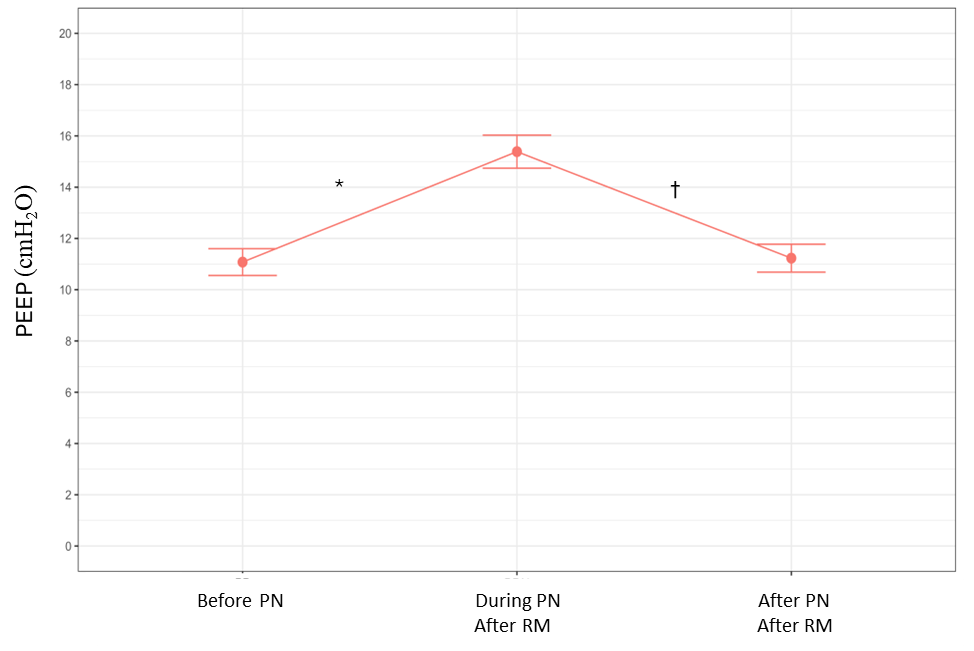 20
18
16
14
12
10
8
6
4
2
0
PEEP (cmH₂O)
*
†
Before PN
During PN
After RM
After PN
After RM